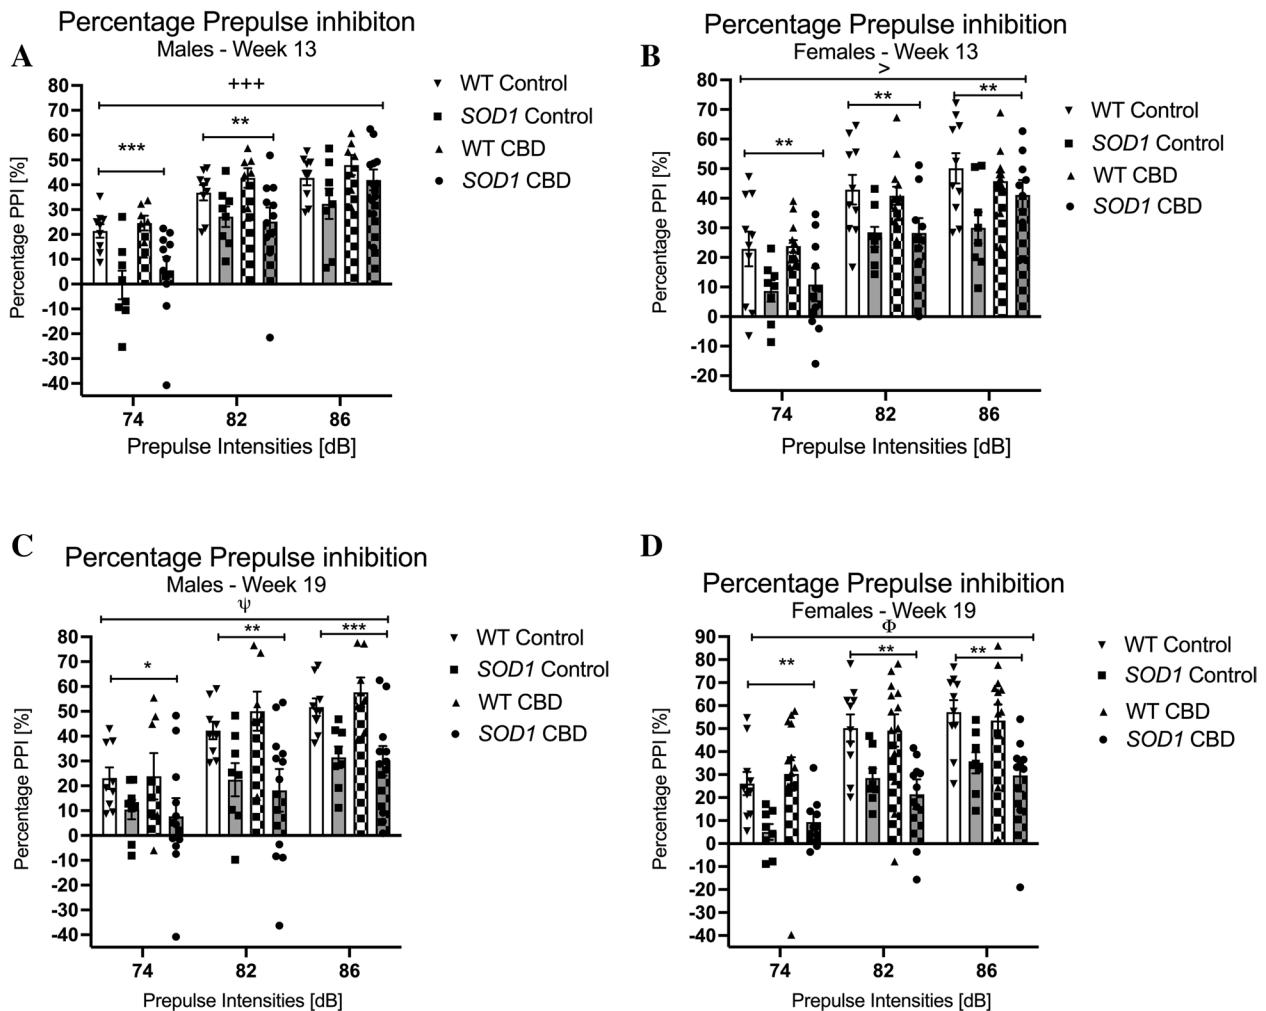 A
Percentage Prepulse inhibiton
Males - Week 13
+++
***
**
80
70
60
50
40
30
20
10
0
-10
-20
-30
-40
Percentage PPI [%]
74
82
86
Prepulse Intensities [dB]
WT Control
SOD1 Control
WT CBD
SOD1 CBD
B
Percentage Prepulse inhibition
Females - Week 13
>
**
**
**
80
70
60
50
40
30
20
10
0
-10
-20
Percentage PPI [%]
74
82
86
Prepulse Intensities [dB]
WT Control
SOD1 Control
WT CBD
SOD1 CBD
C
Percentage Prepulse inhibition
Males - Week 19
ψ
*
**
***
80
70
60
50
40
30
20
10
0
-10
-20
-30
-40
Percentage PPI [%]
74
82
86
Prepulse Intensities [dB]
WT Control
SOD1 Control
WT CBD
SOD1 CBD
D
Percentage Prepulse inhibition
Females - Week 19
Φ
**
**
**
90
80
70
60
50
40
30
20
10
0
-10
-20
-30
-40
Percentage PPI [%]
74
82
86
Prepulse Intensities [dB]
WT Control
SOD1 Control
WT CBD
SOD1 CBD